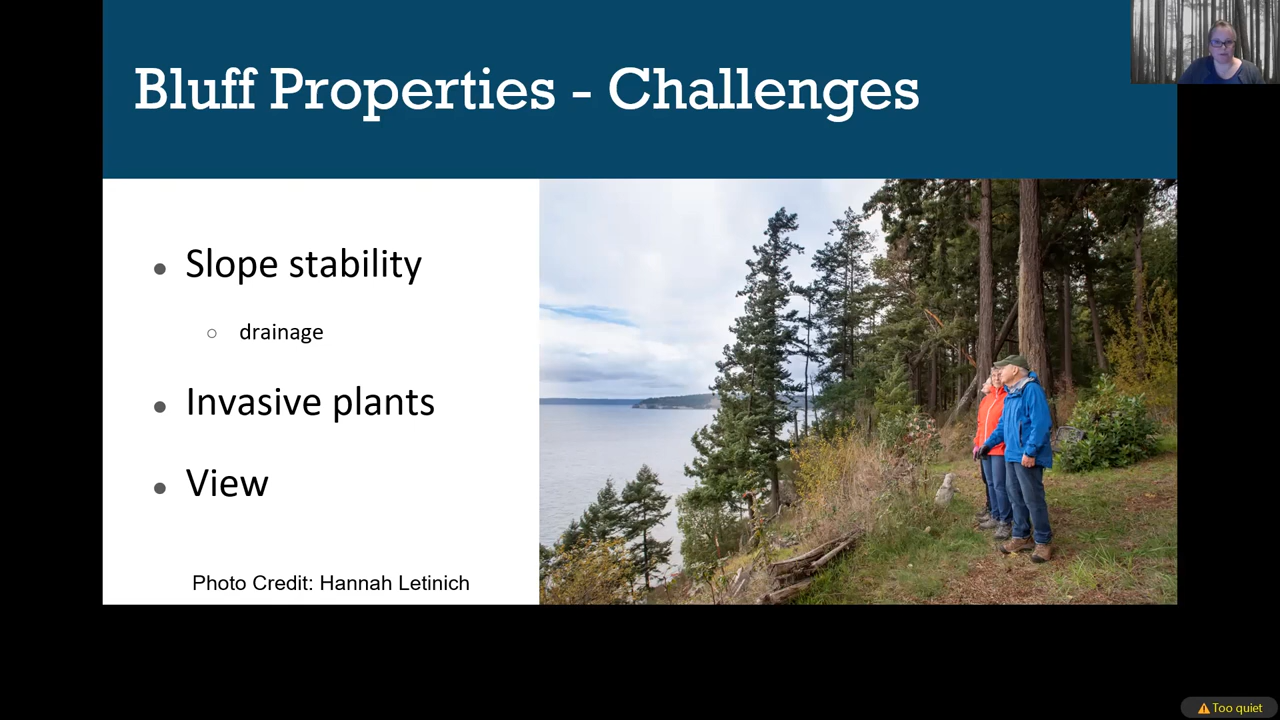 Bluff Properties - Challenges
● Slope stability
○ drainage
● Invasive plants
● View
Photo Credit: Hannah Letinich
Too quiet